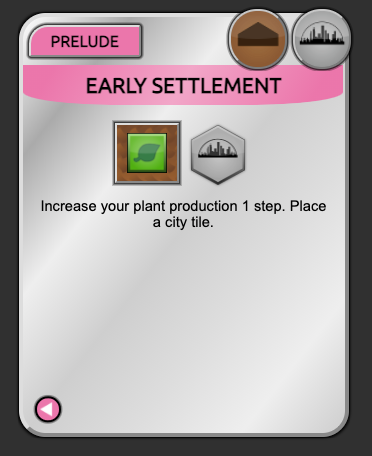 PRELUDE
EARLY SETTLEMENT
Increase your plant production 1 step. Place
a city tile.